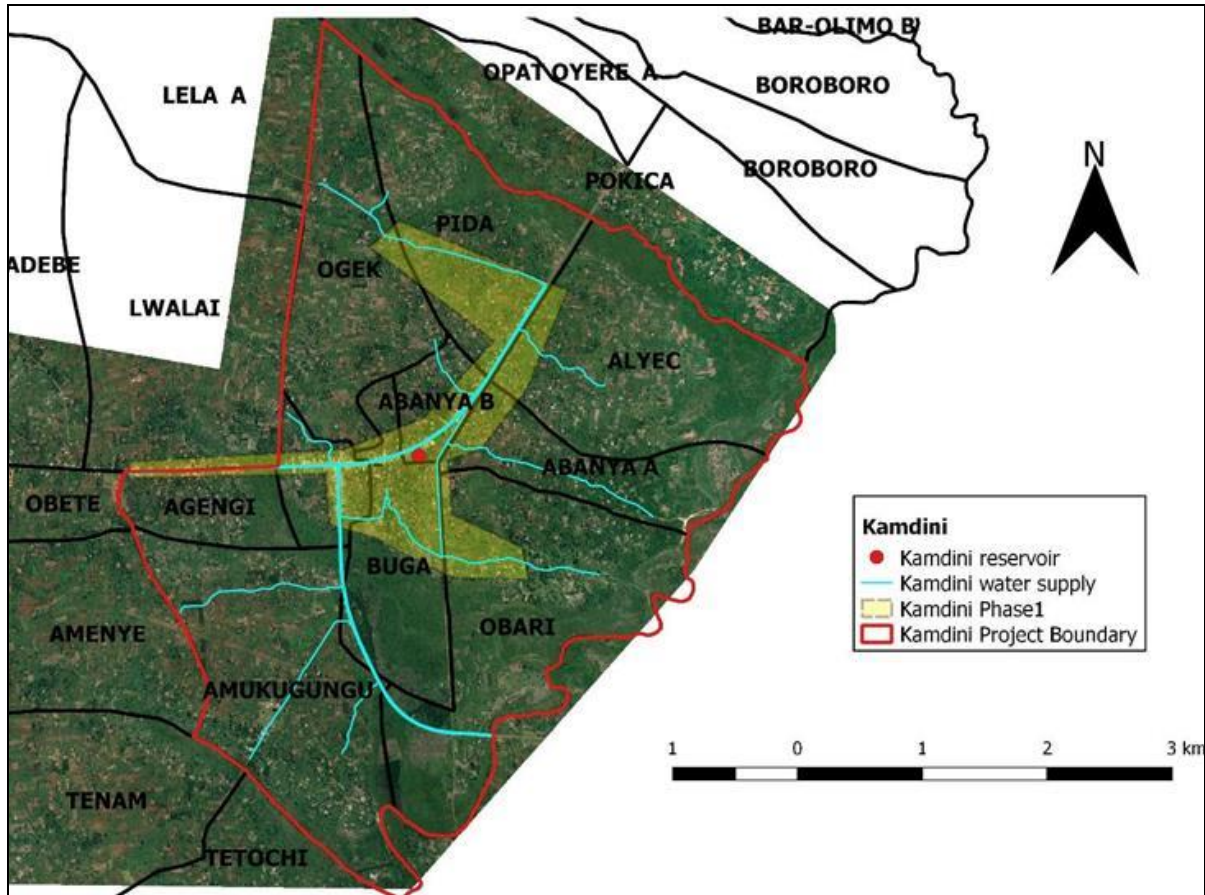 BAR-OLIMO B
OPAT OYERE A
BOROBORO
LELA A
BOROBORO
POKICA
N
PIDA
ADEBE
OGEK
LWALAI
ALYEC
ABANYA B
ABANYA A
OBETE
AGENGI
BUGA
OBARI
AMENYE
AMUKUGUNGU
TENAM
TETOCHI
Kamdini
Kamdini reservoir
Kamdini water supply
Kamdini Phase1
Kamdini Project Boundary
1 0 1 2 3 km